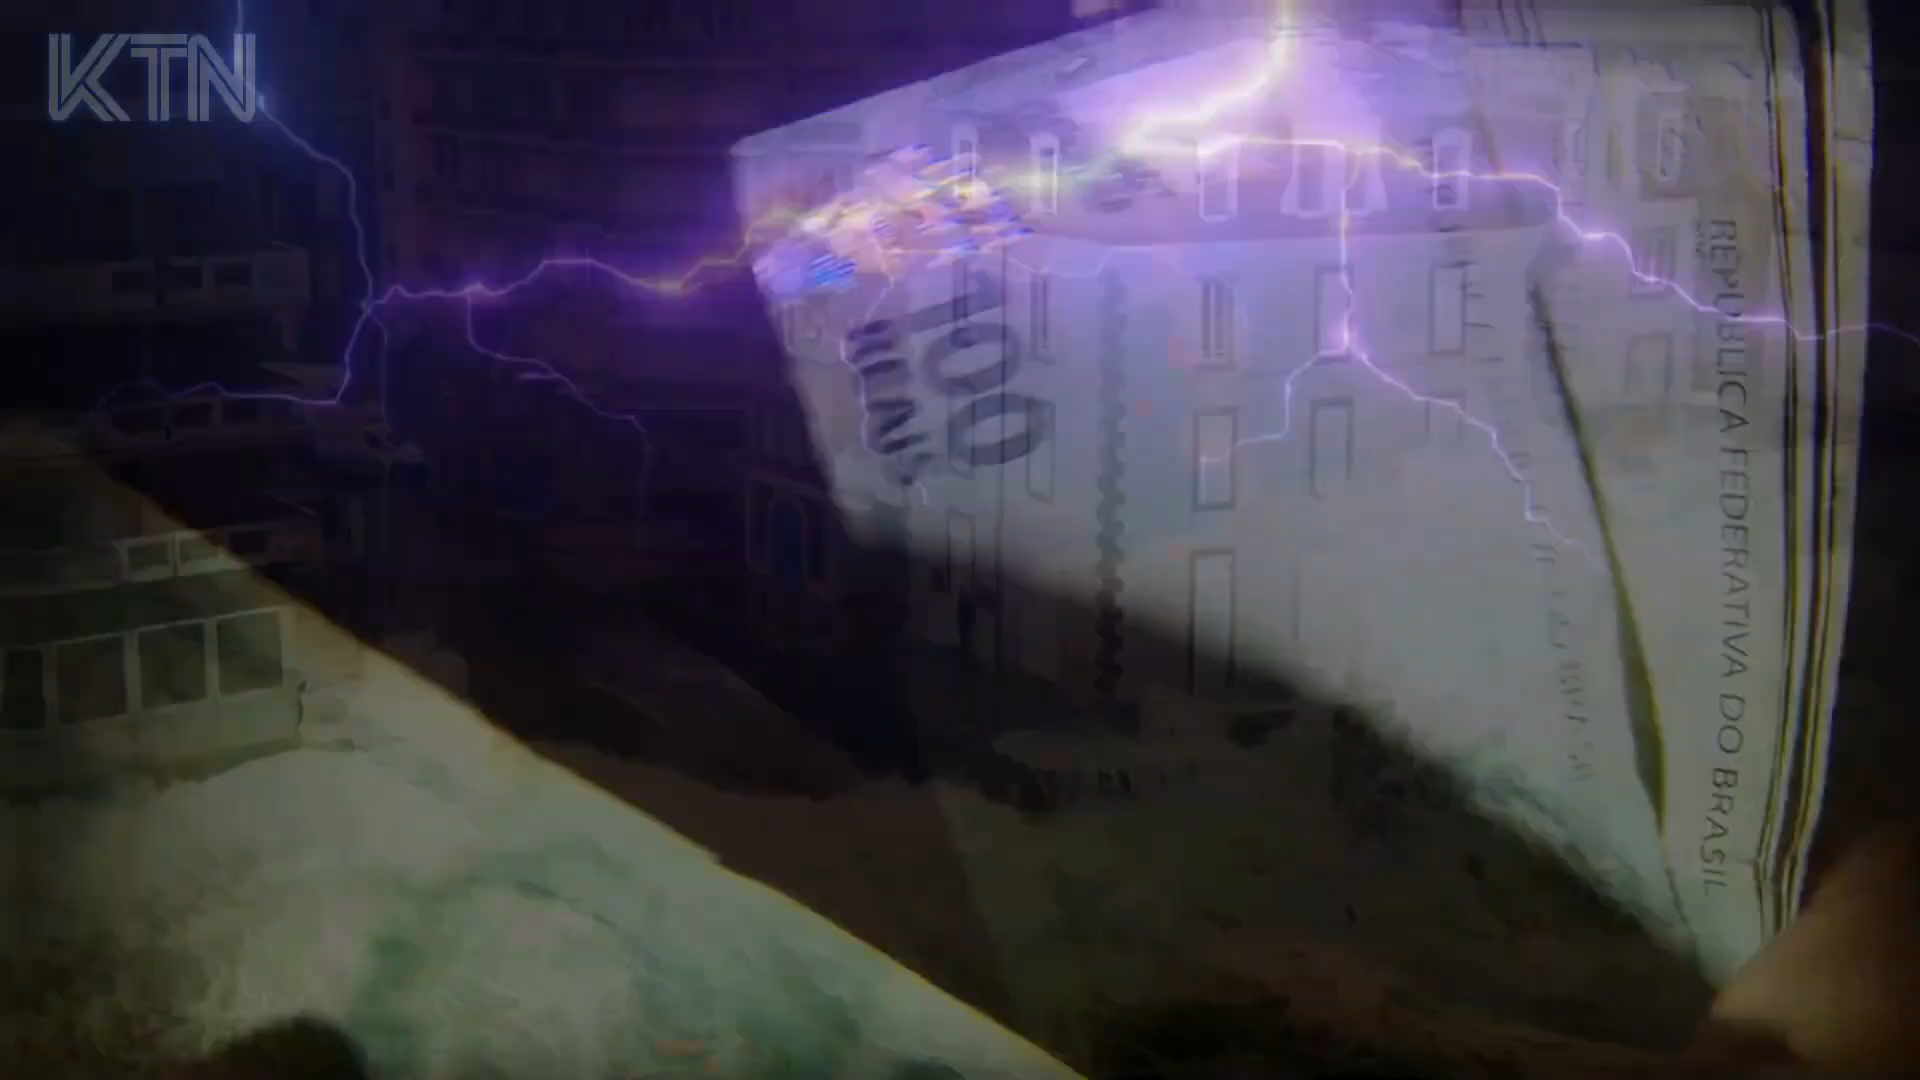 KTN
100
REAIS
REPÚBLICA FEDERATIVA DO BRASIL